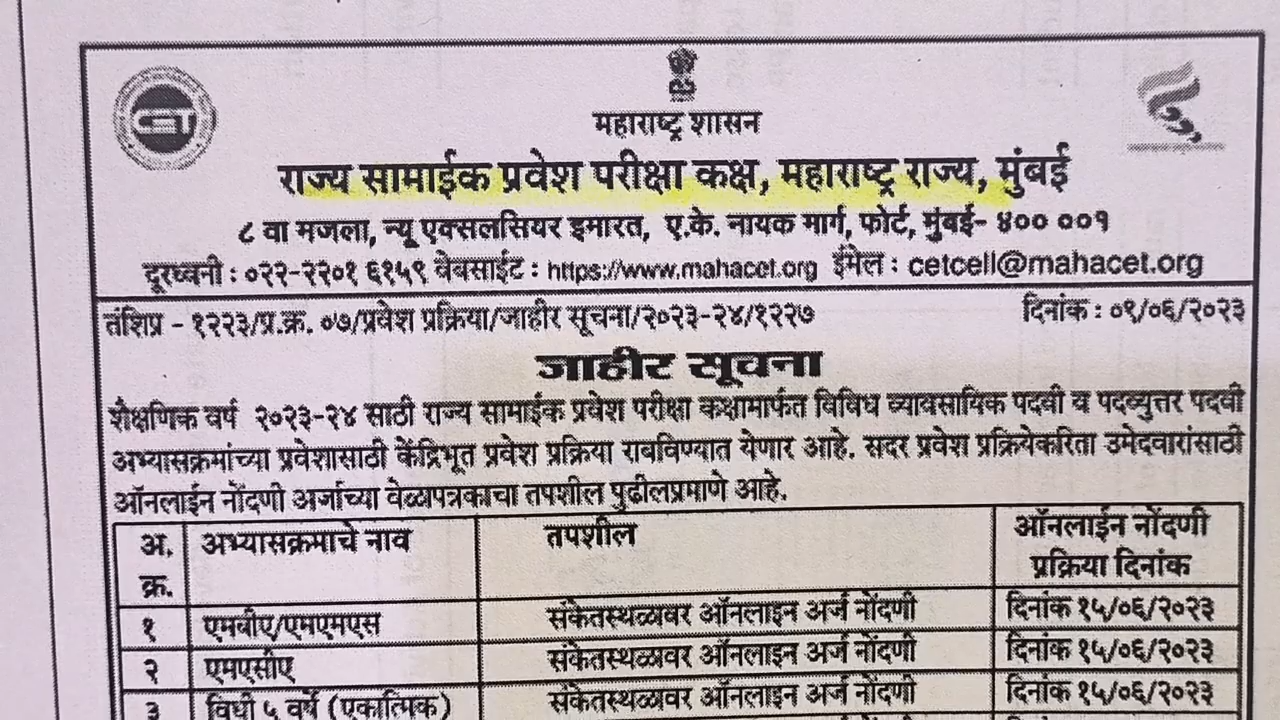 CET
महाराष्ट्र शासन
राज्य सामाईक प्रवेश परीक्षा कक्ष, महाराष्ट्र राज्य, मुंबई
८ वा मजला, न्यू एक्सलसियर इमारत, ए.के. नायक मार्ग, फोर्ट, मुंबई- ४०० ००१
दूरध्वनी : ०२२-२२०१ ६१५९ वेबसाईट : https://www.mahacet.org ईमेल : cetcell@mahacet.org
तंशिप्र - १२२३/प्र.क्र. ०७/प्रवेश प्रक्रिया/जाहीर सूचना/२०२३-२४/१२२७ दिनांक : ०९/०६/२०२३
जाहीर सूचना
शैक्षणिक वर्ष २०२३-२४ साठी राज्य सामाईक प्रवेश परीक्षा कक्षामार्फत विविध व्यावसायिक पदवी व पदव्युत्तर पदवी
अभ्यासक्रमांच्या प्रवेशासाठी केंद्रिभूत प्रवेश प्रक्रिया राबविण्यात येणार आहे. सदर प्रवेश प्रक्रियेकरिता उमेदवारांसाठी
ऑनलाईन नोंदणी अर्जाच्या वेळापत्रकाचा तपशील पुढीलप्रमाणे आहे.
अ. अभ्यासक्रमाचे नाव तपशील ऑनलाईन नोंदणी
क्र. प्रक्रिया दिनांक
१ एमबीए/एमएमएस संकेतस्थळावर ऑनलाइन अर्ज नोंदणी दिनांक १५/०६/२०२३
२ एमएसीए संकेतस्थळावर ऑनलाइन अर्ज नोंदणी दिनांक १५/०६/२०२३
३ विधी ५ वर्षे (एकात्मिक) संकेतस्थळावर ऑनलाइन अर्ज नोंदणी दिनांक १५/०६/२०२३